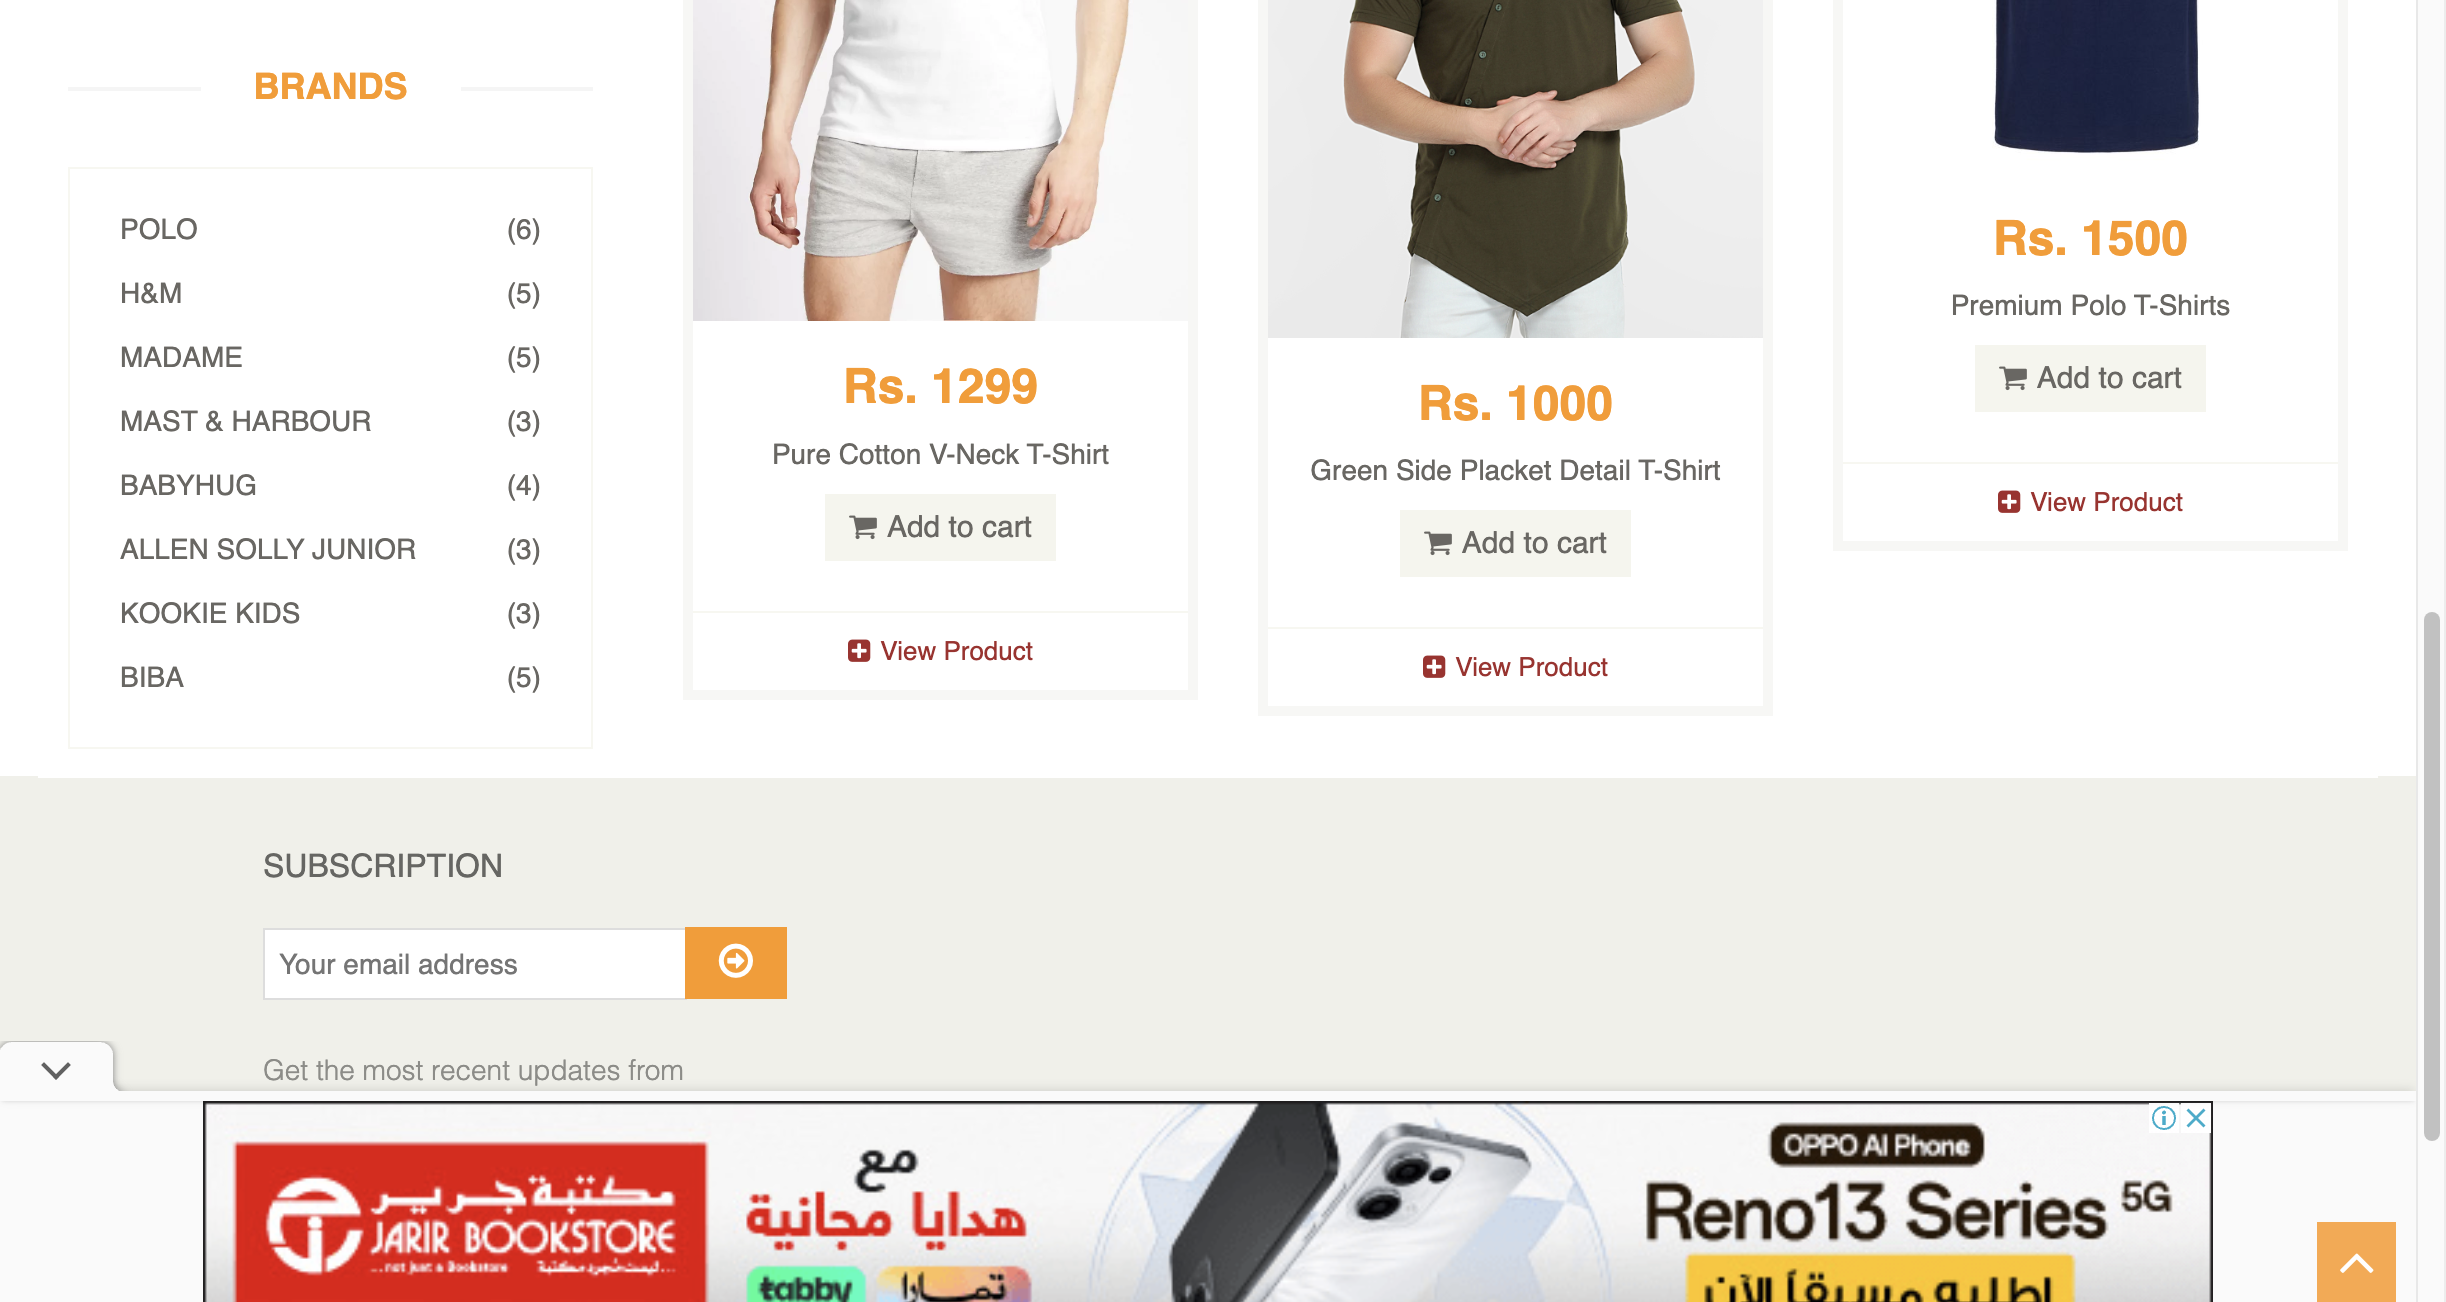 BRANDS
POLO (6)
H&M (5)
MADAME (5)
MAST & HARBOUR (3)
BABYHUG (4)
ALLEN SOLLY JUNIOR (3)
KOOKIE KIDS (3)
BIBA (5)
Rs. 1299
Pure Cotton V-Neck T-Shirt
Add to cart
View Product
Rs. 1000
Green Side Placket Detail T-Shirt
Add to cart
View Product
Rs. 1500
Premium Polo T-Shirts
Add to cart
View Product
SUBSCRIPTION
Your email address
Get the most recent updates from
مكتبة جرير
JARIR BOOKSTORE
...not just a Bookstore
مع
هدايا مجانية
tabby
تمارا
OPPO AI Phone
Reno13 Series 5G
اطلبه مسبقاً الآن